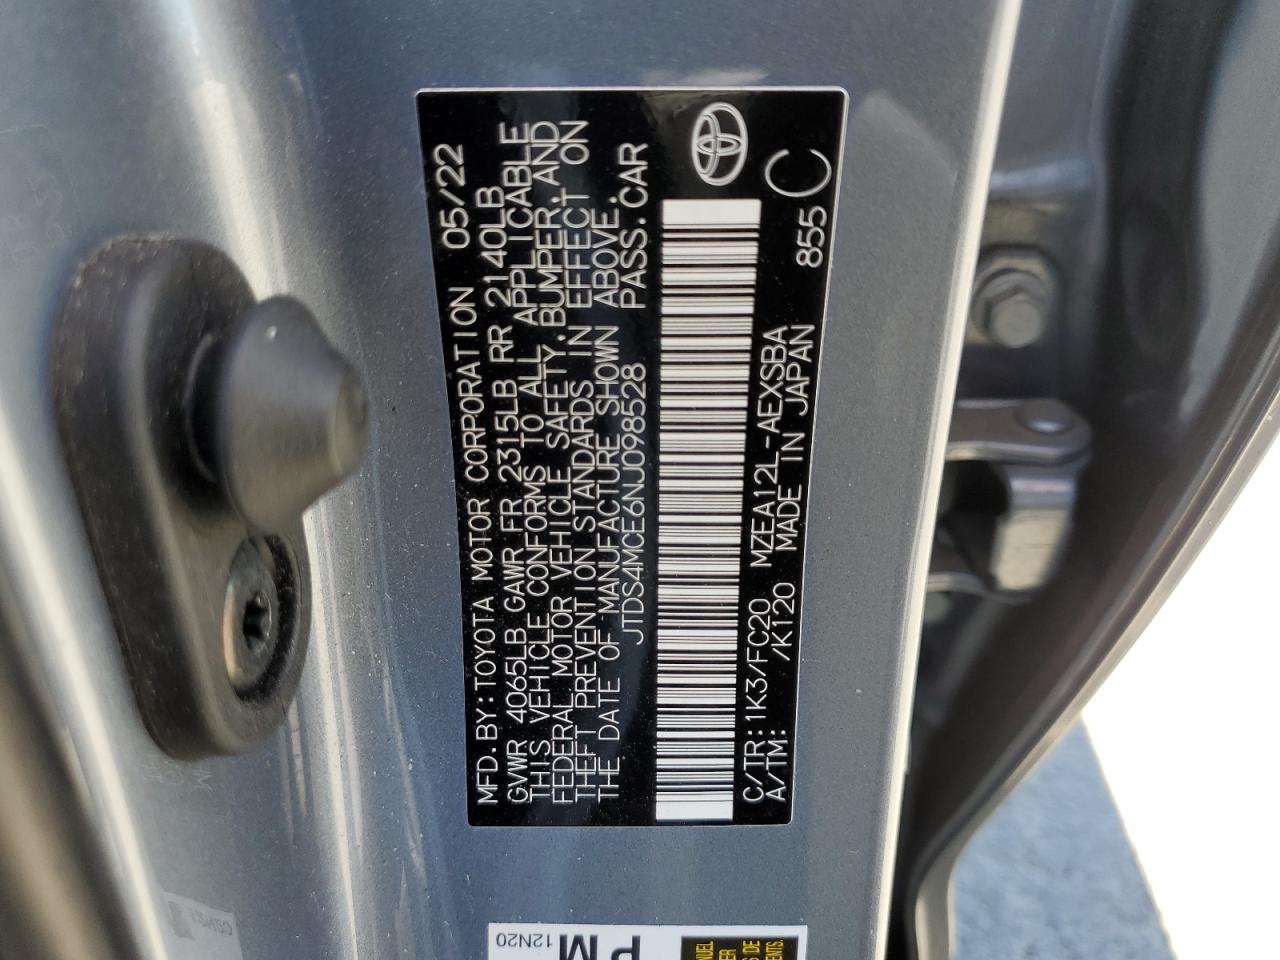 MFD.BY:TOYOTA MOTOR CORPORATION 05/22
GVWR 4065LB GAWR FR 2315LB RR 2140LB
THIS VEHICLE CONFORMS TO ALL APPLICABLE
FEDERAL MOTOR VEHICLE SAFETY,BUMPER,AND
THEFT PREVENTION STANDARDS IN EFFECT ON
THE DATE OF MANUFACTURE SHOWN ABOVE.
JTDS4MCE6NJ098528 PASS.CAR
C/TR:1K3/FC20 MZEA12L-AEXSBA 855 C
A/TM: /K120 MADE IN JAPAN
PM
12N20